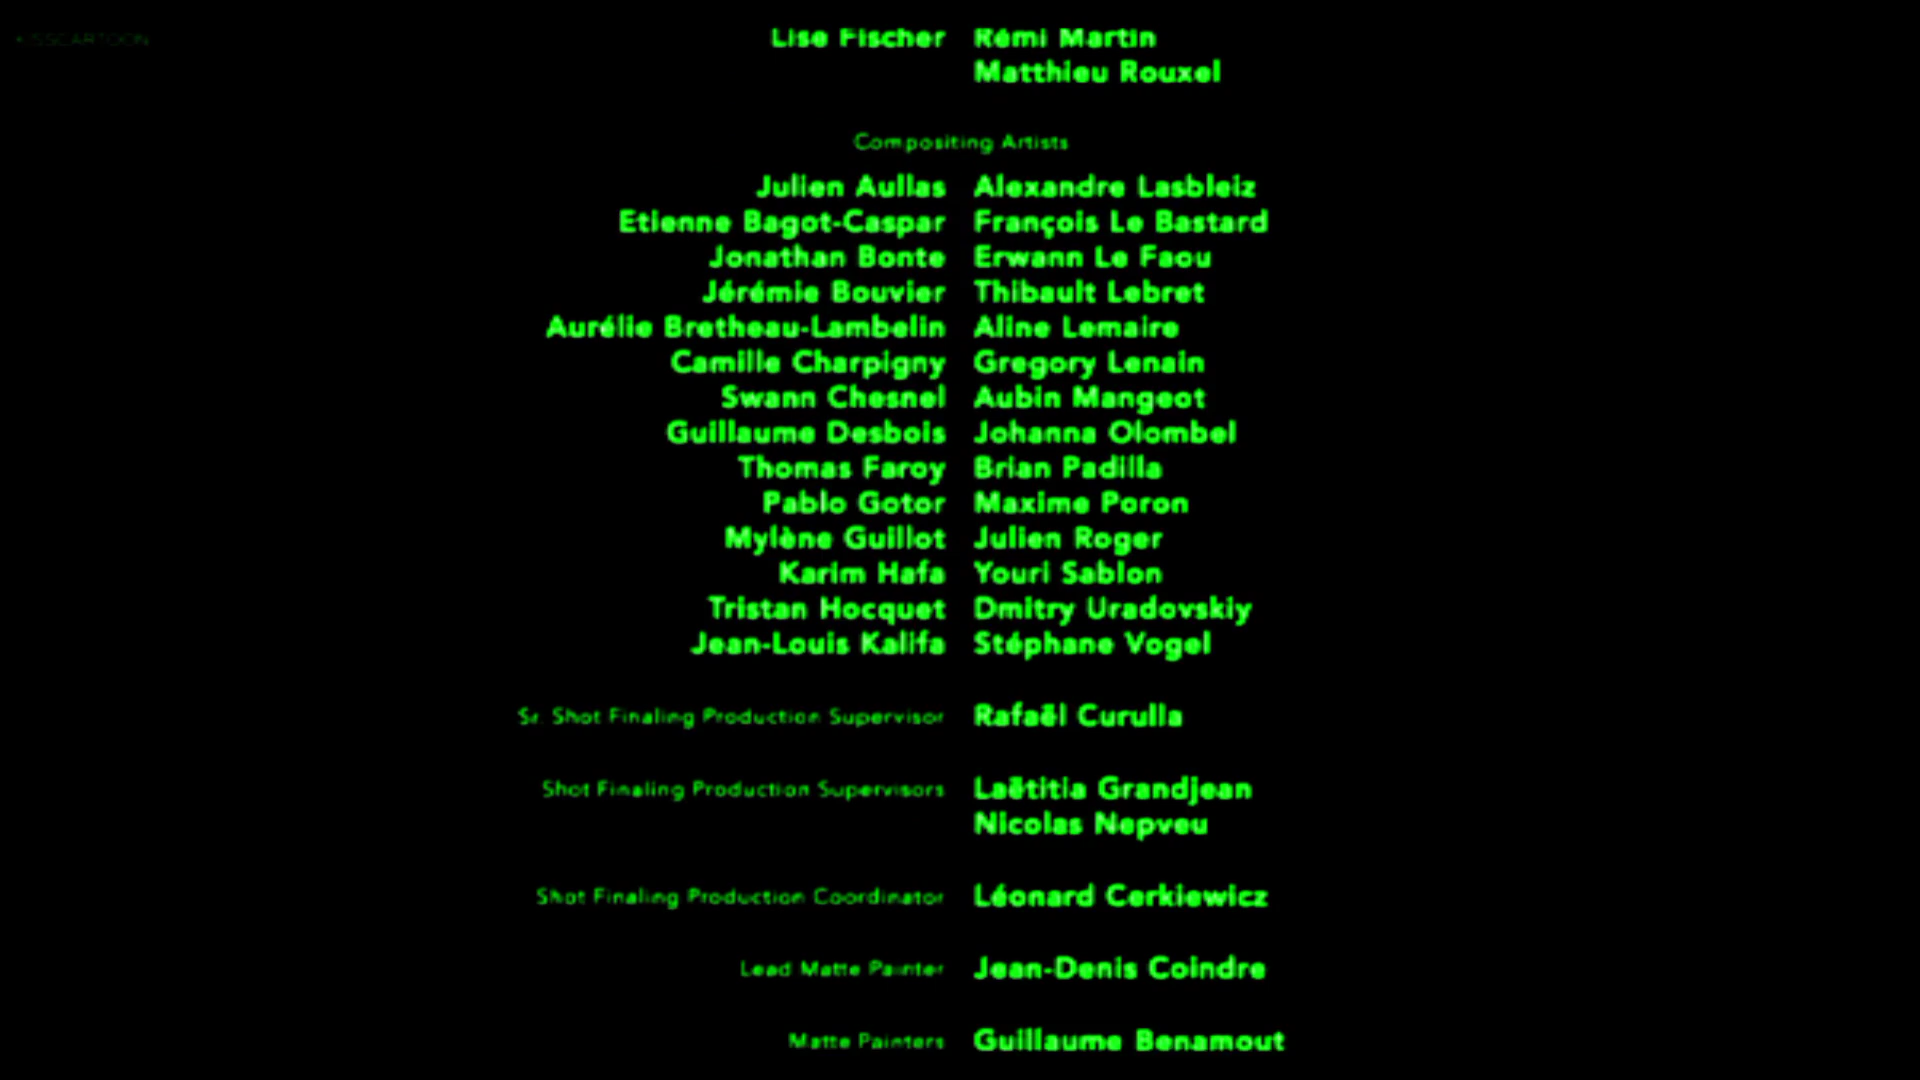 KISSCARTOON
Lise Fischer Rémi Martin
Matthieu Rouxel
Compositing Artists
Julien Aullas Alexandre Lasbleiz
Etienne Bagot-Caspar François Le Bastard
Jonathan Bonte Erwann Le Faou
Jérémie Bouvier Thibault Lebret
Aurélie Bretheau-Lambelin Aline Lemaire
Camille Charpigny Gregory Lenain
Swann Chesnel Aubin Mangeot
Guillaume Desbois Johanna Olombel
Thomas Faroy Brian Padilla
Pablo Gotor Maxime Poron
Mylène Guillot Julien Roger
Karim Hafa Youri Sablon
Tristan Hocquet Dmitry Uradovskiy
Jean-Louis Kalifa Stéphane Vogel
Sr. Shot Finaling Production Supervisor Rafaël Curulla
Shot Finaling Production Supervisors Laëtitia Grandjean
Nicolas Nepveu
Shot Finaling Production Coordinator Léonard Cerkiewicz
Lead Matte Painter Jean-Denis Coindre
Matte Painters Guillaume Benamout